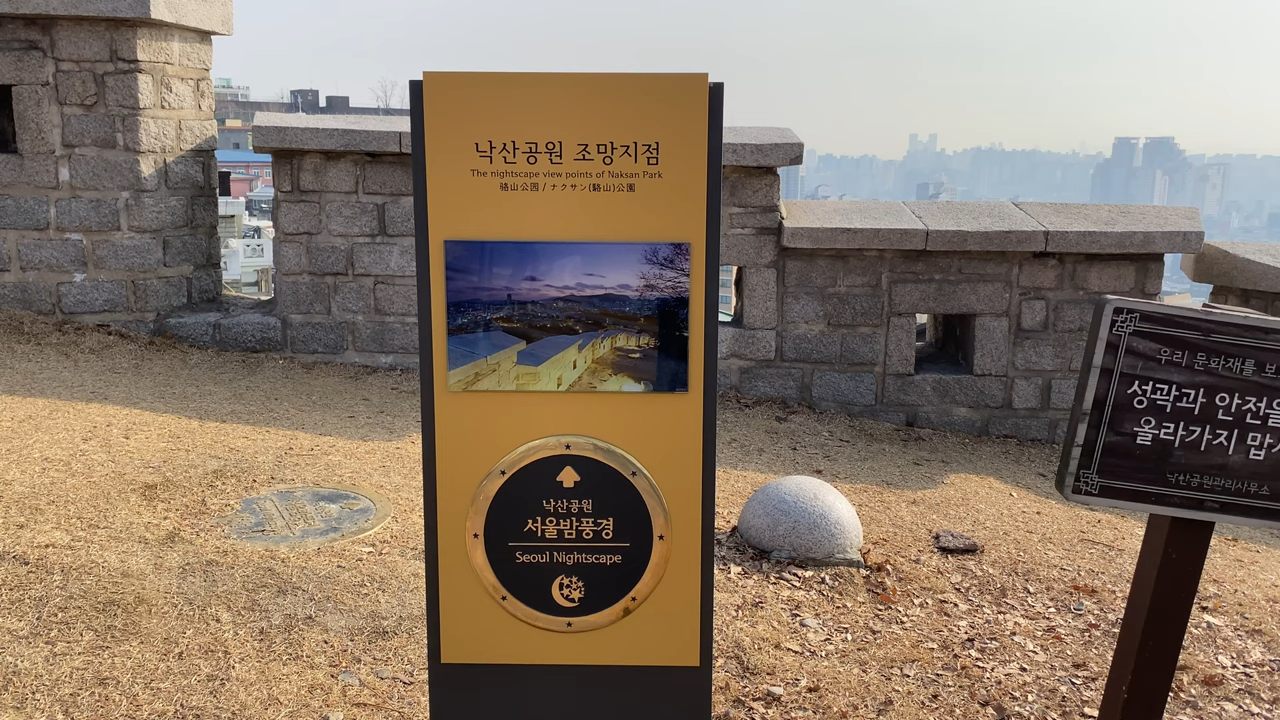 낙산공원 조망지점
The nightscape view points of Naksan Park
骆山公园 / ナクサン(駱山)公園
낙산공원
서울밤풍경
Seoul Nightscape
우리 문화재를
성곽과 안전을
올라가지 맙
낙산공원관리사무소